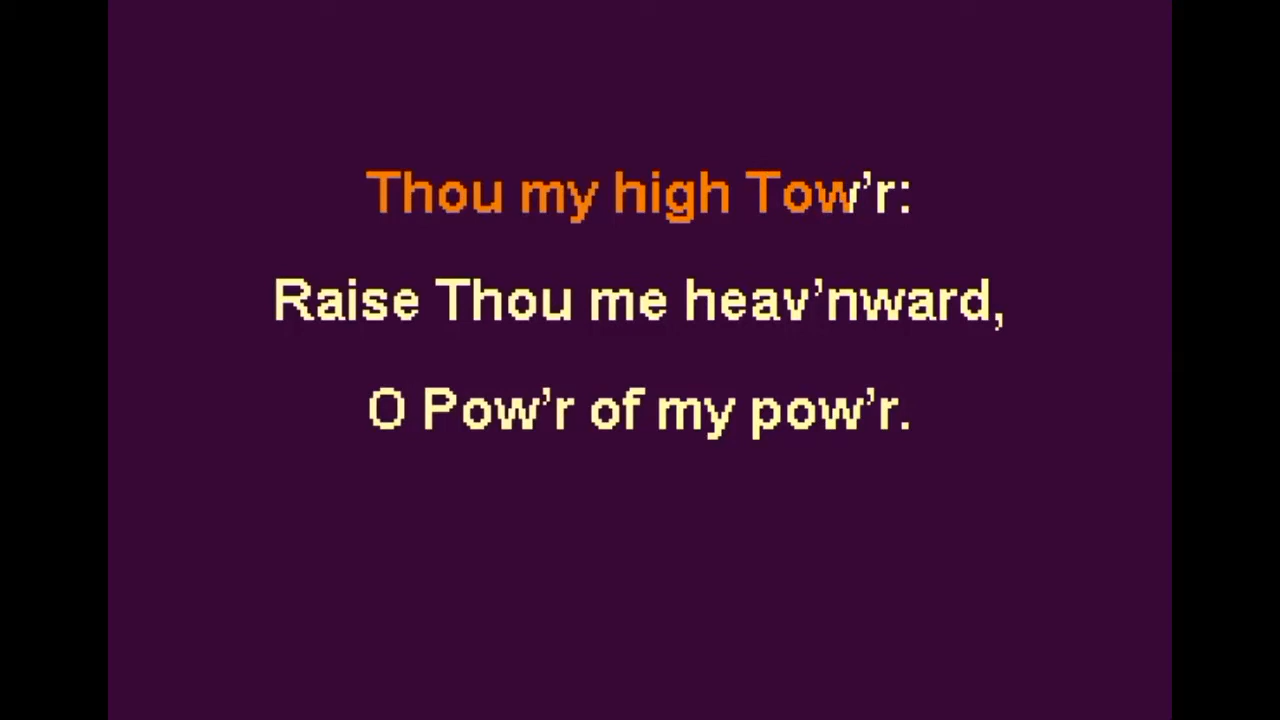 Thou my high Tow’r:
Raise Thou me heav’nward,
O Pow’r of my pow’r.